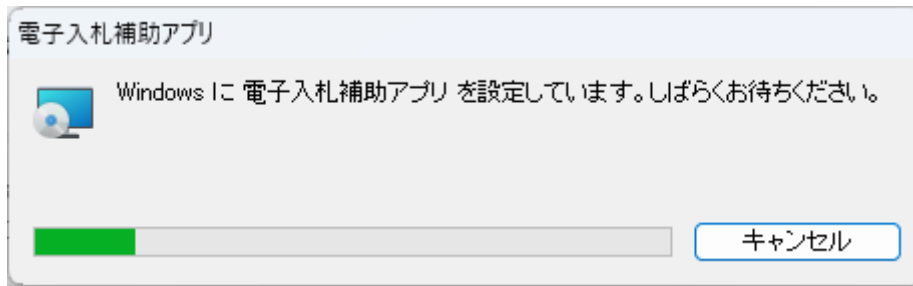 電子入札補助アプリ
Windows に 電子入札補助アプリ を設定しています。しばらくお待ちください。
キャンセル